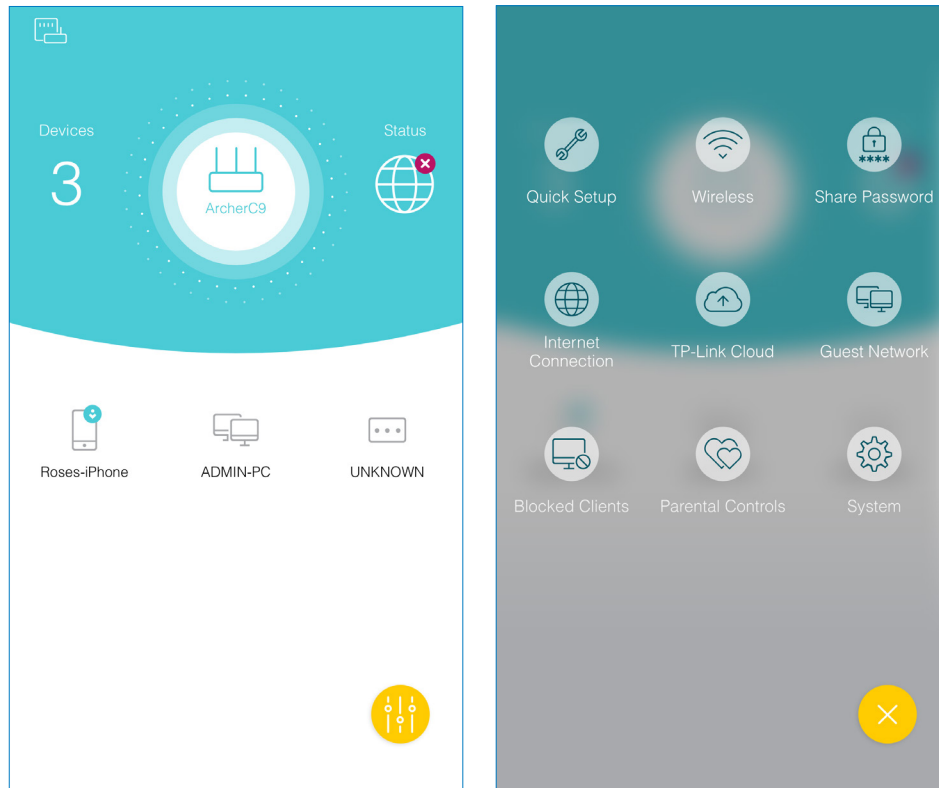 Devices
3
Status
ArcherC9
Roses-iPhone
ADMIN-PC
UNKNOWN
Quick Setup
Wireless
****
Share Password
Internet
Connection
TP-Link Cloud
Guest Network
Blocked Clients
Parental Controls
System